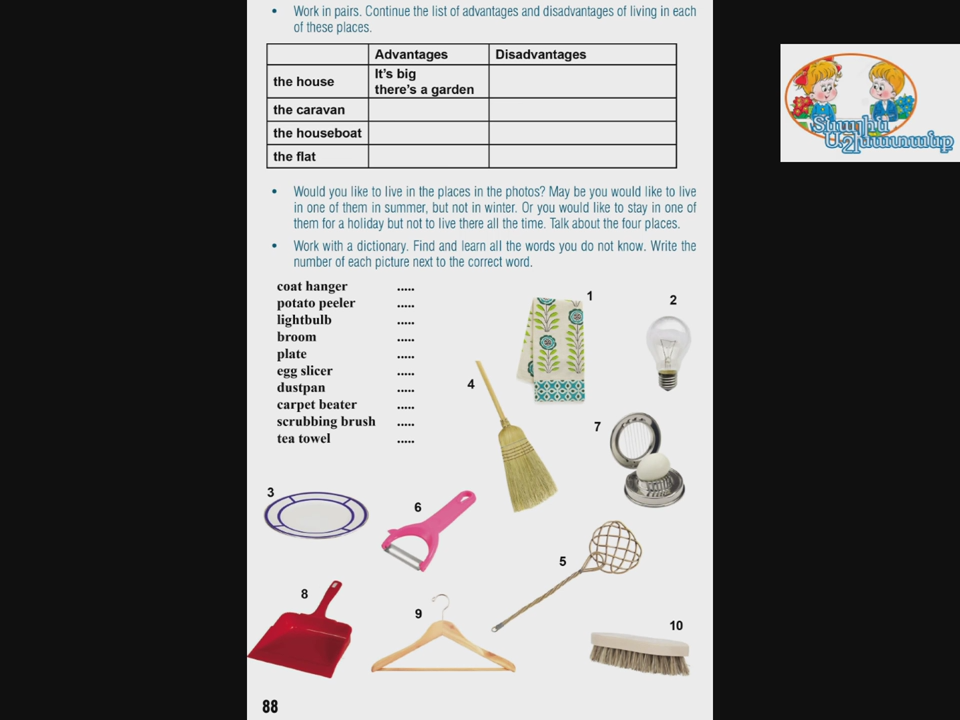 • Work in pairs. Continue the list of advantages and disadvantages of living in each
of these places.
Advantages Disadvantages
the house It's big
there's a garden
the caravan
the houseboat
the flat
• Would you like to live in the places in the photos? May be you would like to live
in one of them in summer, but not in winter. Or you would like to stay in one of
them for a holiday but not to live there all the time. Talk about the four places.
• Work with a dictionary. Find and learn all the words you do not know. Write the
number of each picture next to the correct word.
coat hanger .....
potato peeler .....
lightbulb .....
broom .....
plate .....
egg slicer .....
dustpan .....
carpet beater .....
scrubbing brush .....
tea towel .....
1
2
4
7
3
6
5
8
9
10
88
Տնային
Աշխատանք